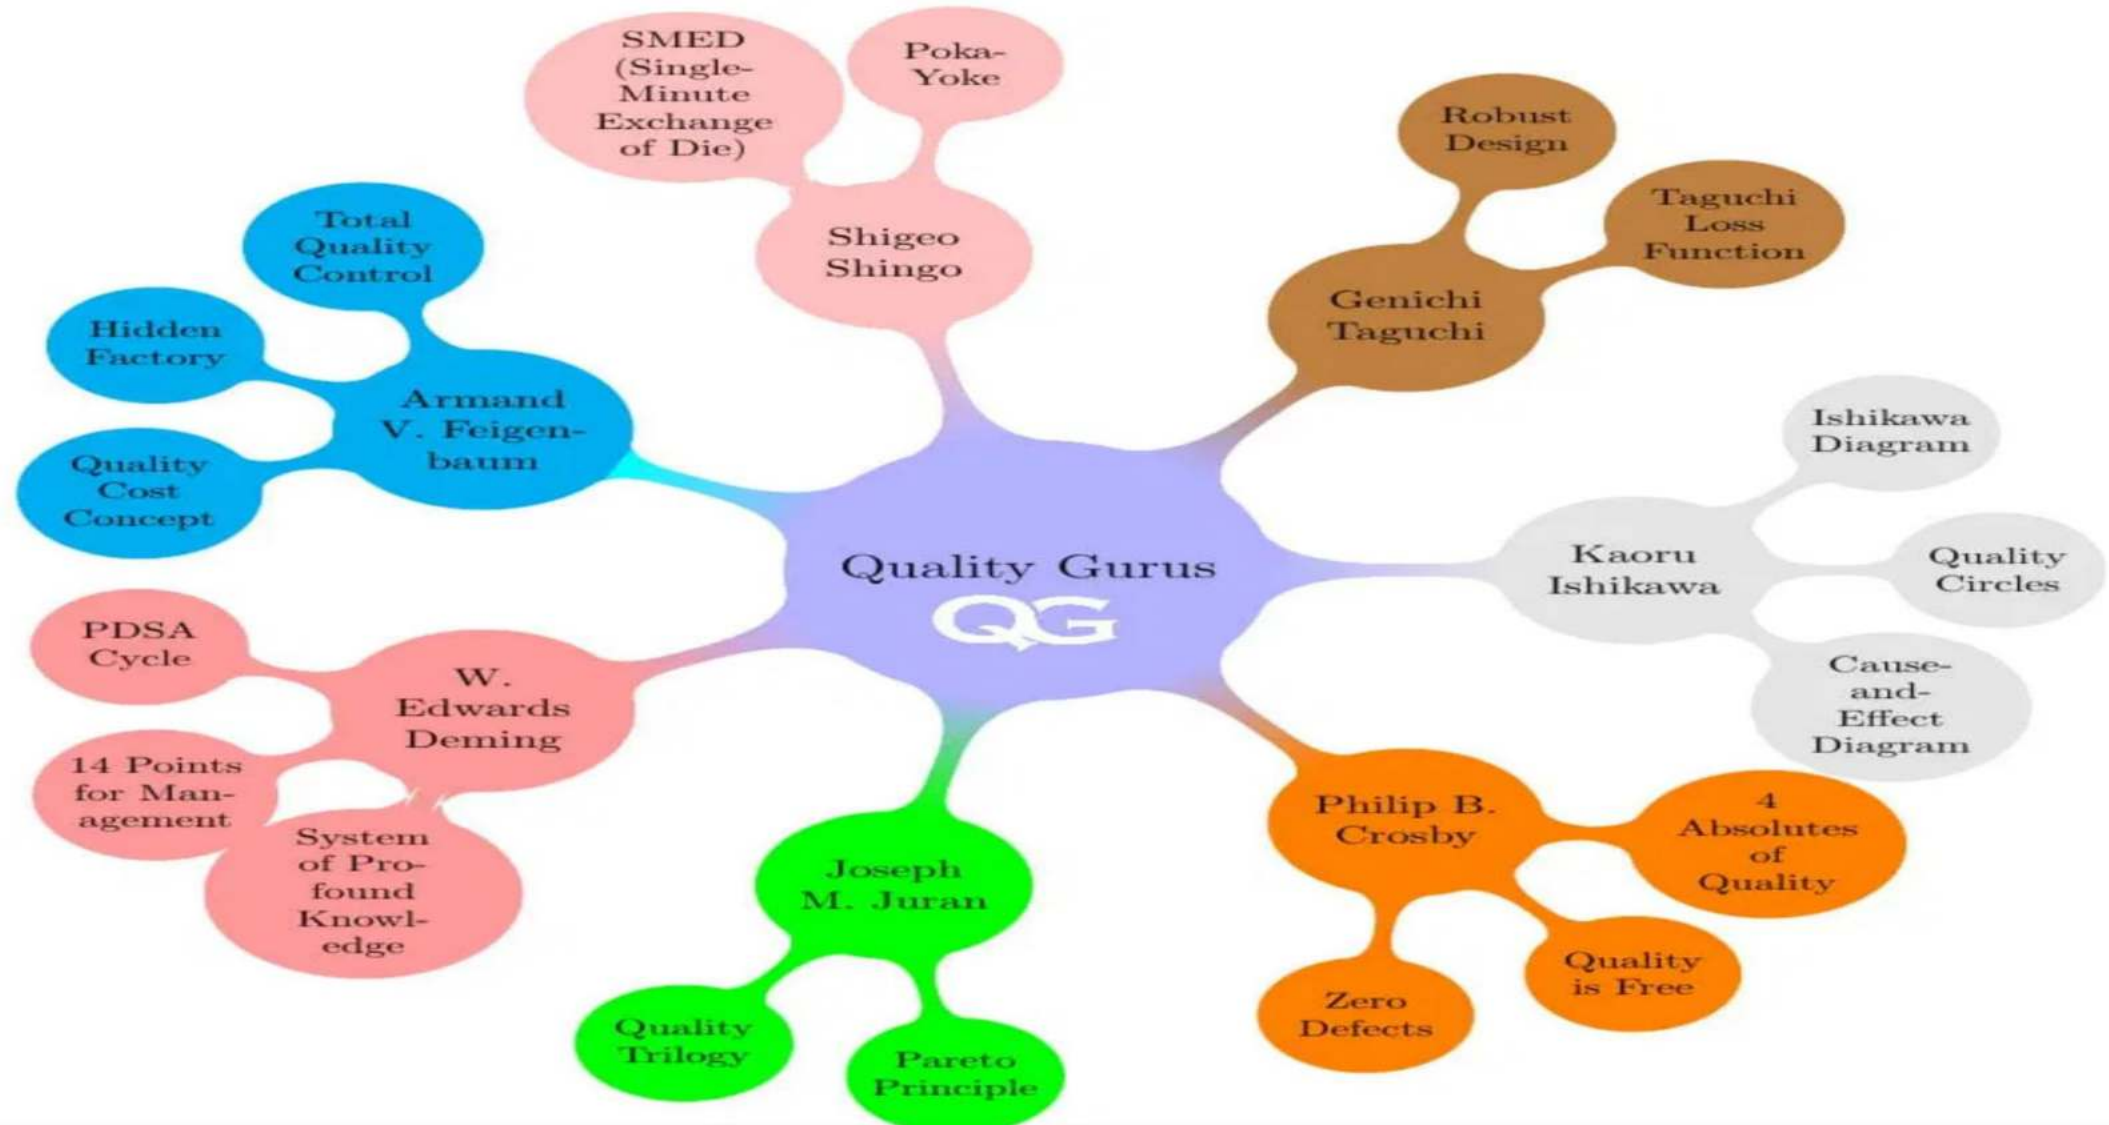 SMED
(Single-
Minute
Exchange
of Die)
Poka-
Yoke
Shigeo
Shingo
Robust
Design
Taguchi
Loss
Function
Genichi
Taguchi
Total
Quality
Control
Hidden
Factory
Quality
Cost
Concept
Armand
V. Feigen-
baum
Ishikawa
Diagram
Quality
Circles
Cause-
and-
Effect
Diagram
Kaoru
Ishikawa
Quality Gurus
QG
PDSA
Cycle
14 Points
for Man-
agement
System
of Pro-
found
Knowl-
edge
W.
Edwards
Deming
Joseph
M. Juran
Quality
Trilogy
Pareto
Principle
Philip B.
Crosby
4
Absolutes
of
Quality
Quality
is Free
Zero
Defects